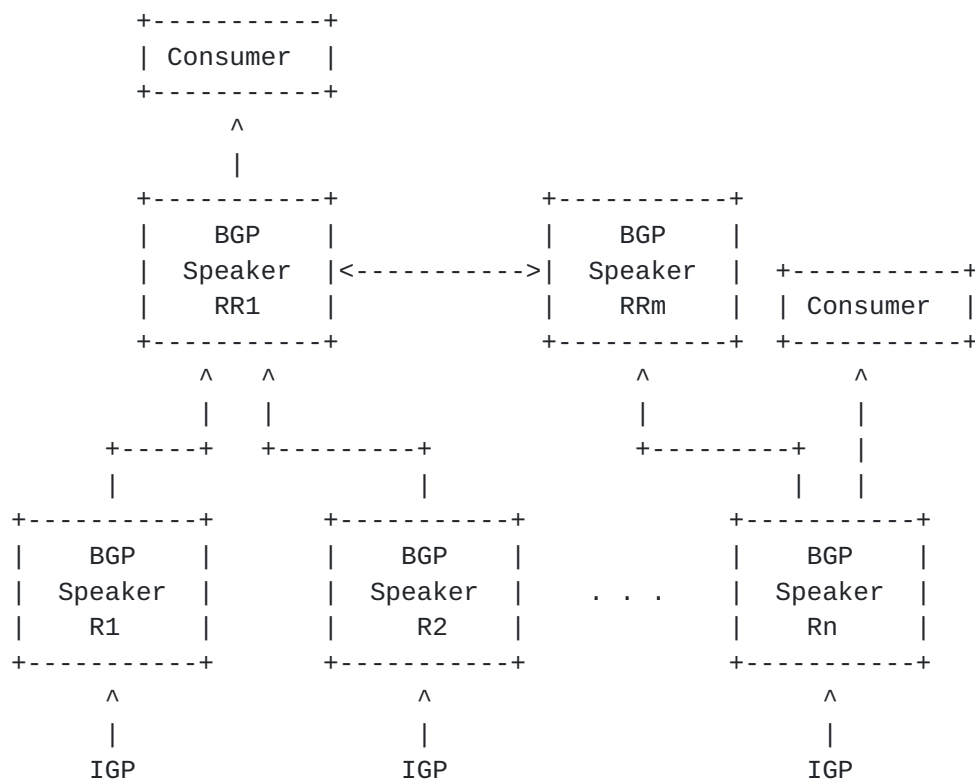 Consumer
BGP BGP
Speaker Speaker
RR1 RRm Consumer
BGP BGP BGP
Speaker Speaker . . . Speaker
R1 R2 Rn
IGP IGP IGP